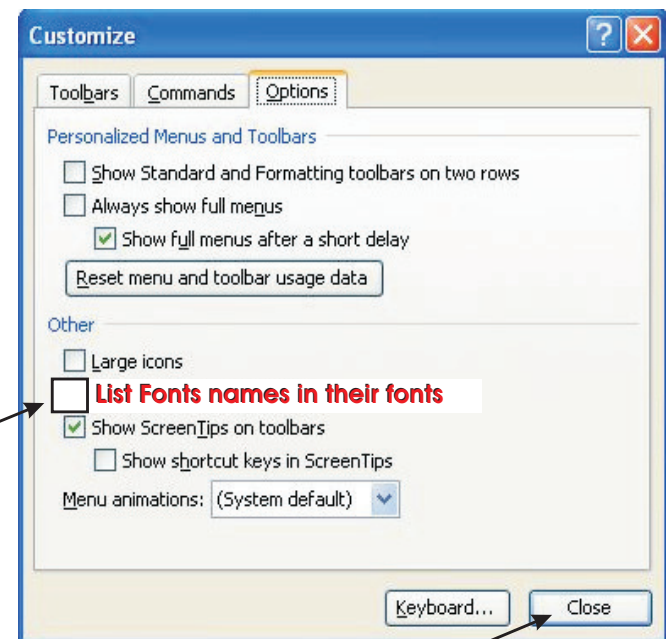 Customize
Toolbars Commands Options
Personalized Menus and Toolbars
Show Standard and Formatting toolbars on two rows
Always show full menus
Show full menus after a short delay
Reset menu and toolbar usage data
Other
Large icons
List Fonts names in their fonts
Show ScreenTips on toolbars
Show shortcut keys in ScreenTips
Menu animations: (System default)
Keyboard... Close